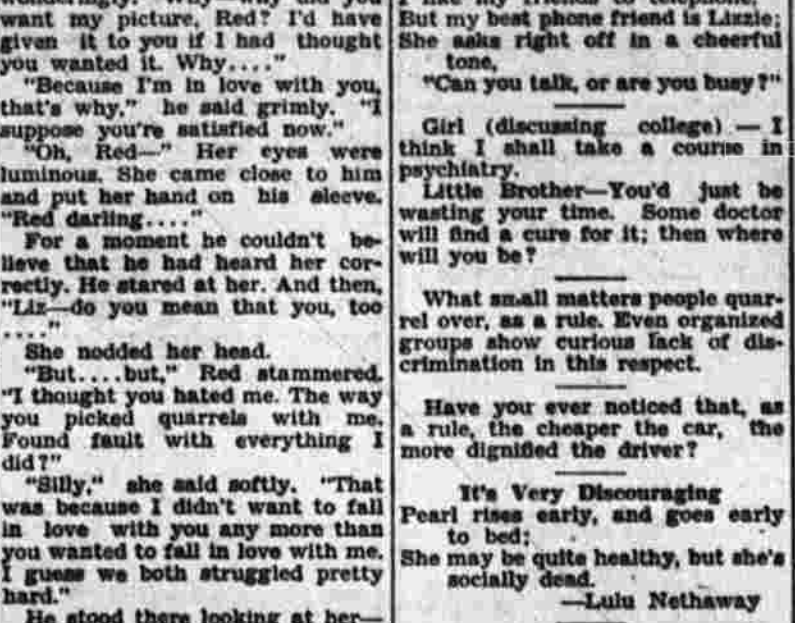 want my picture, Red? I'd have
given it to you if I had thought
you wanted it. Why...."
"Because I'm in love with you,
that's why," he said grimly. "I
suppose you're satisfied now."
"Oh, Red—" Her eyes were
luminous. She came close to him
and put her hand on his sleeve.
"Red darling...."
For a moment he couldn't be-
lieve that he had heard her cor-
rectly. He stared at her. And then,
"Liz—do you mean that you, too
...."
She nodded her head.
"But....but," Red stammered.
"I thought you hated me. The way
you picked quarrels with me.
Found fault with everything I
did?"
"Silly," she said softly. "That
was because I didn't want to fall
in love with you any more than
you wanted to fall in love with me.
I guess we both struggled pretty
hard."
He stood there looking at her—
I like my friends to telephone.
But my best phone friend is Lizzie;
She asks right off in a cheerful
tone,
"Can you talk, or are you busy?"
Girl (discussing college) — I
think I shall take a course in
psychiatry.
Little Brother—You'd just be
wasting your time. Some doctor
will find a cure for it; then where
will you be?
What small matters people quar-
rel over, as a rule. Even organized
groups show curious lack of dis-
crimination in this respect.
Have you ever noticed that, as
a rule, the cheaper the car, the
more dignified the driver?
It's Very Discouraging
Pearl rises early, and goes early
to bed;
She may be quite healthy, but she's
socially dead.
—Lulu Nethaway